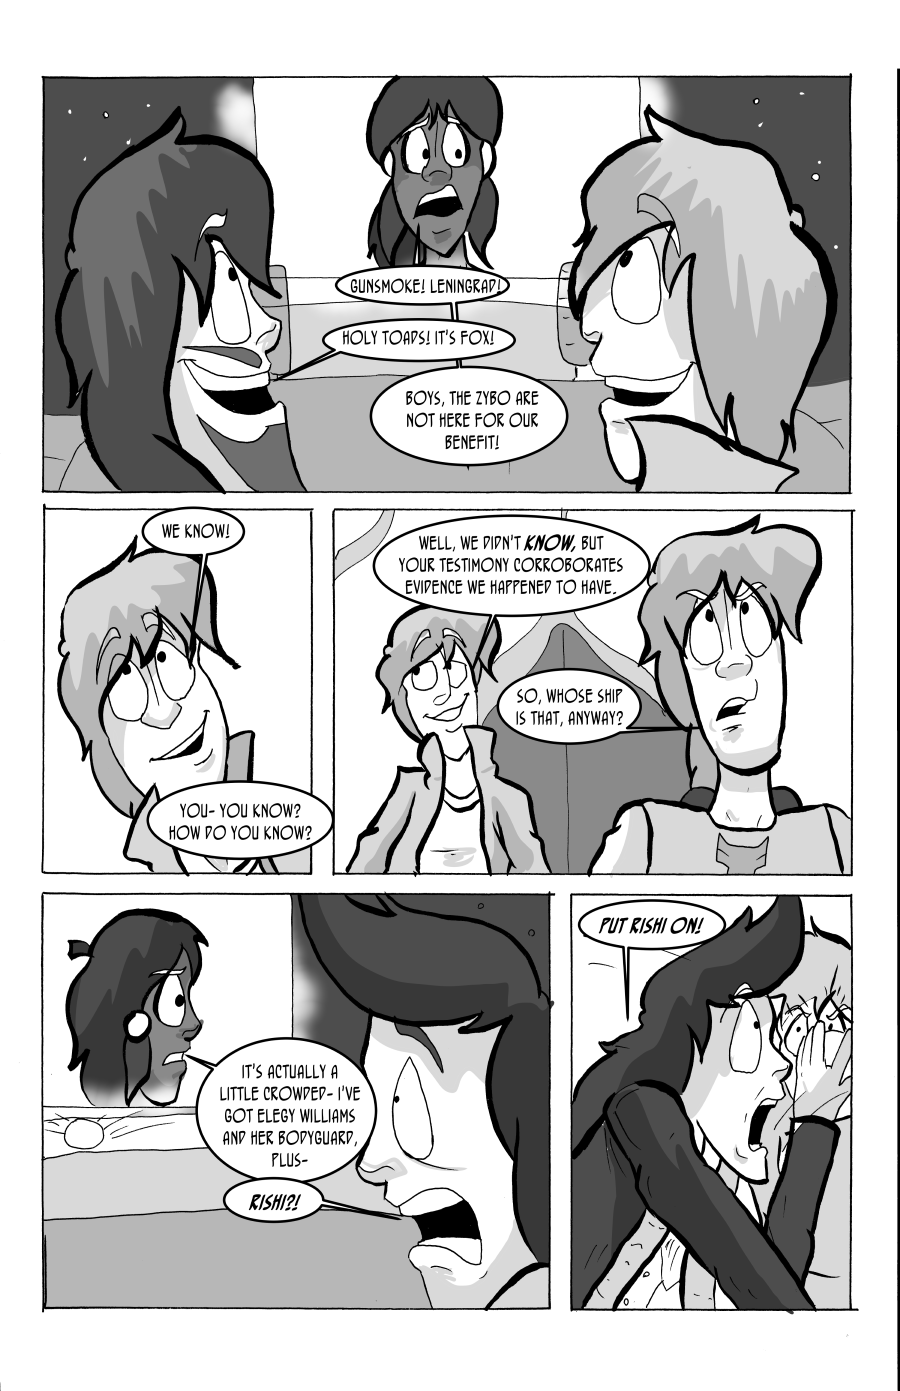 GUNSMOKE! LENINGRAD!
HOLY TOADS! IT'S FOX!
BOYS, THE ZYBO ARE
NOT HERE FOR OUR
BENEFIT!
WE KNOW!
YOU- YOU KNOW?
HOW DO YOU KNOW?
WELL, WE DIDN'T KNOW, BUT
YOUR TESTIMONY CORROBORATES
EVIDENCE WE HAPPENED TO HAVE.
SO, WHOSE SHIP
IS THAT, ANYWAY?
IT'S ACTUALLY A
LITTLE CROWDED- I'VE
GOT ELEGY WILLIAMS
AND HER BODYGUARD,
PLUS-
RISHI?!
PUT RISHI ON!